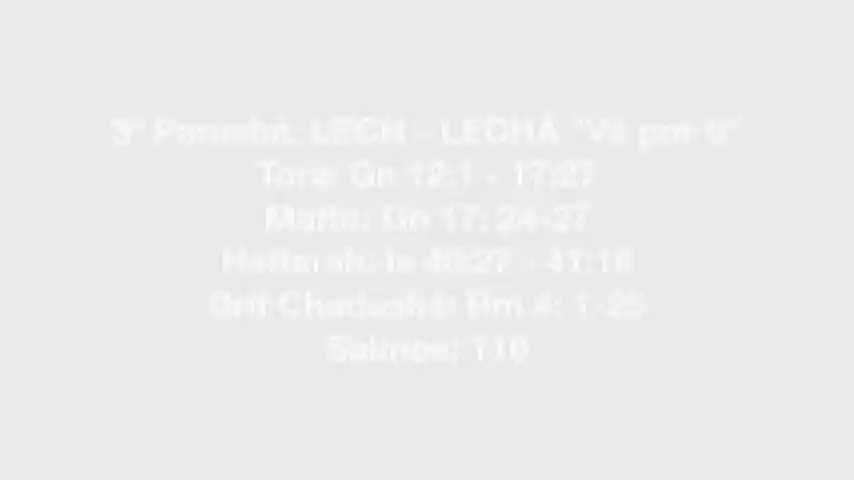 3ª Parashá. LECH - LECHÁ "Vá por ti"
Torá: Gn 12:1 - 17:27
Maftir: Gn 17: 24-27
Haftarah: Is 40:27 - 41:16
Brit Chadashá: Rm 4: 1-25
Salmos: 110